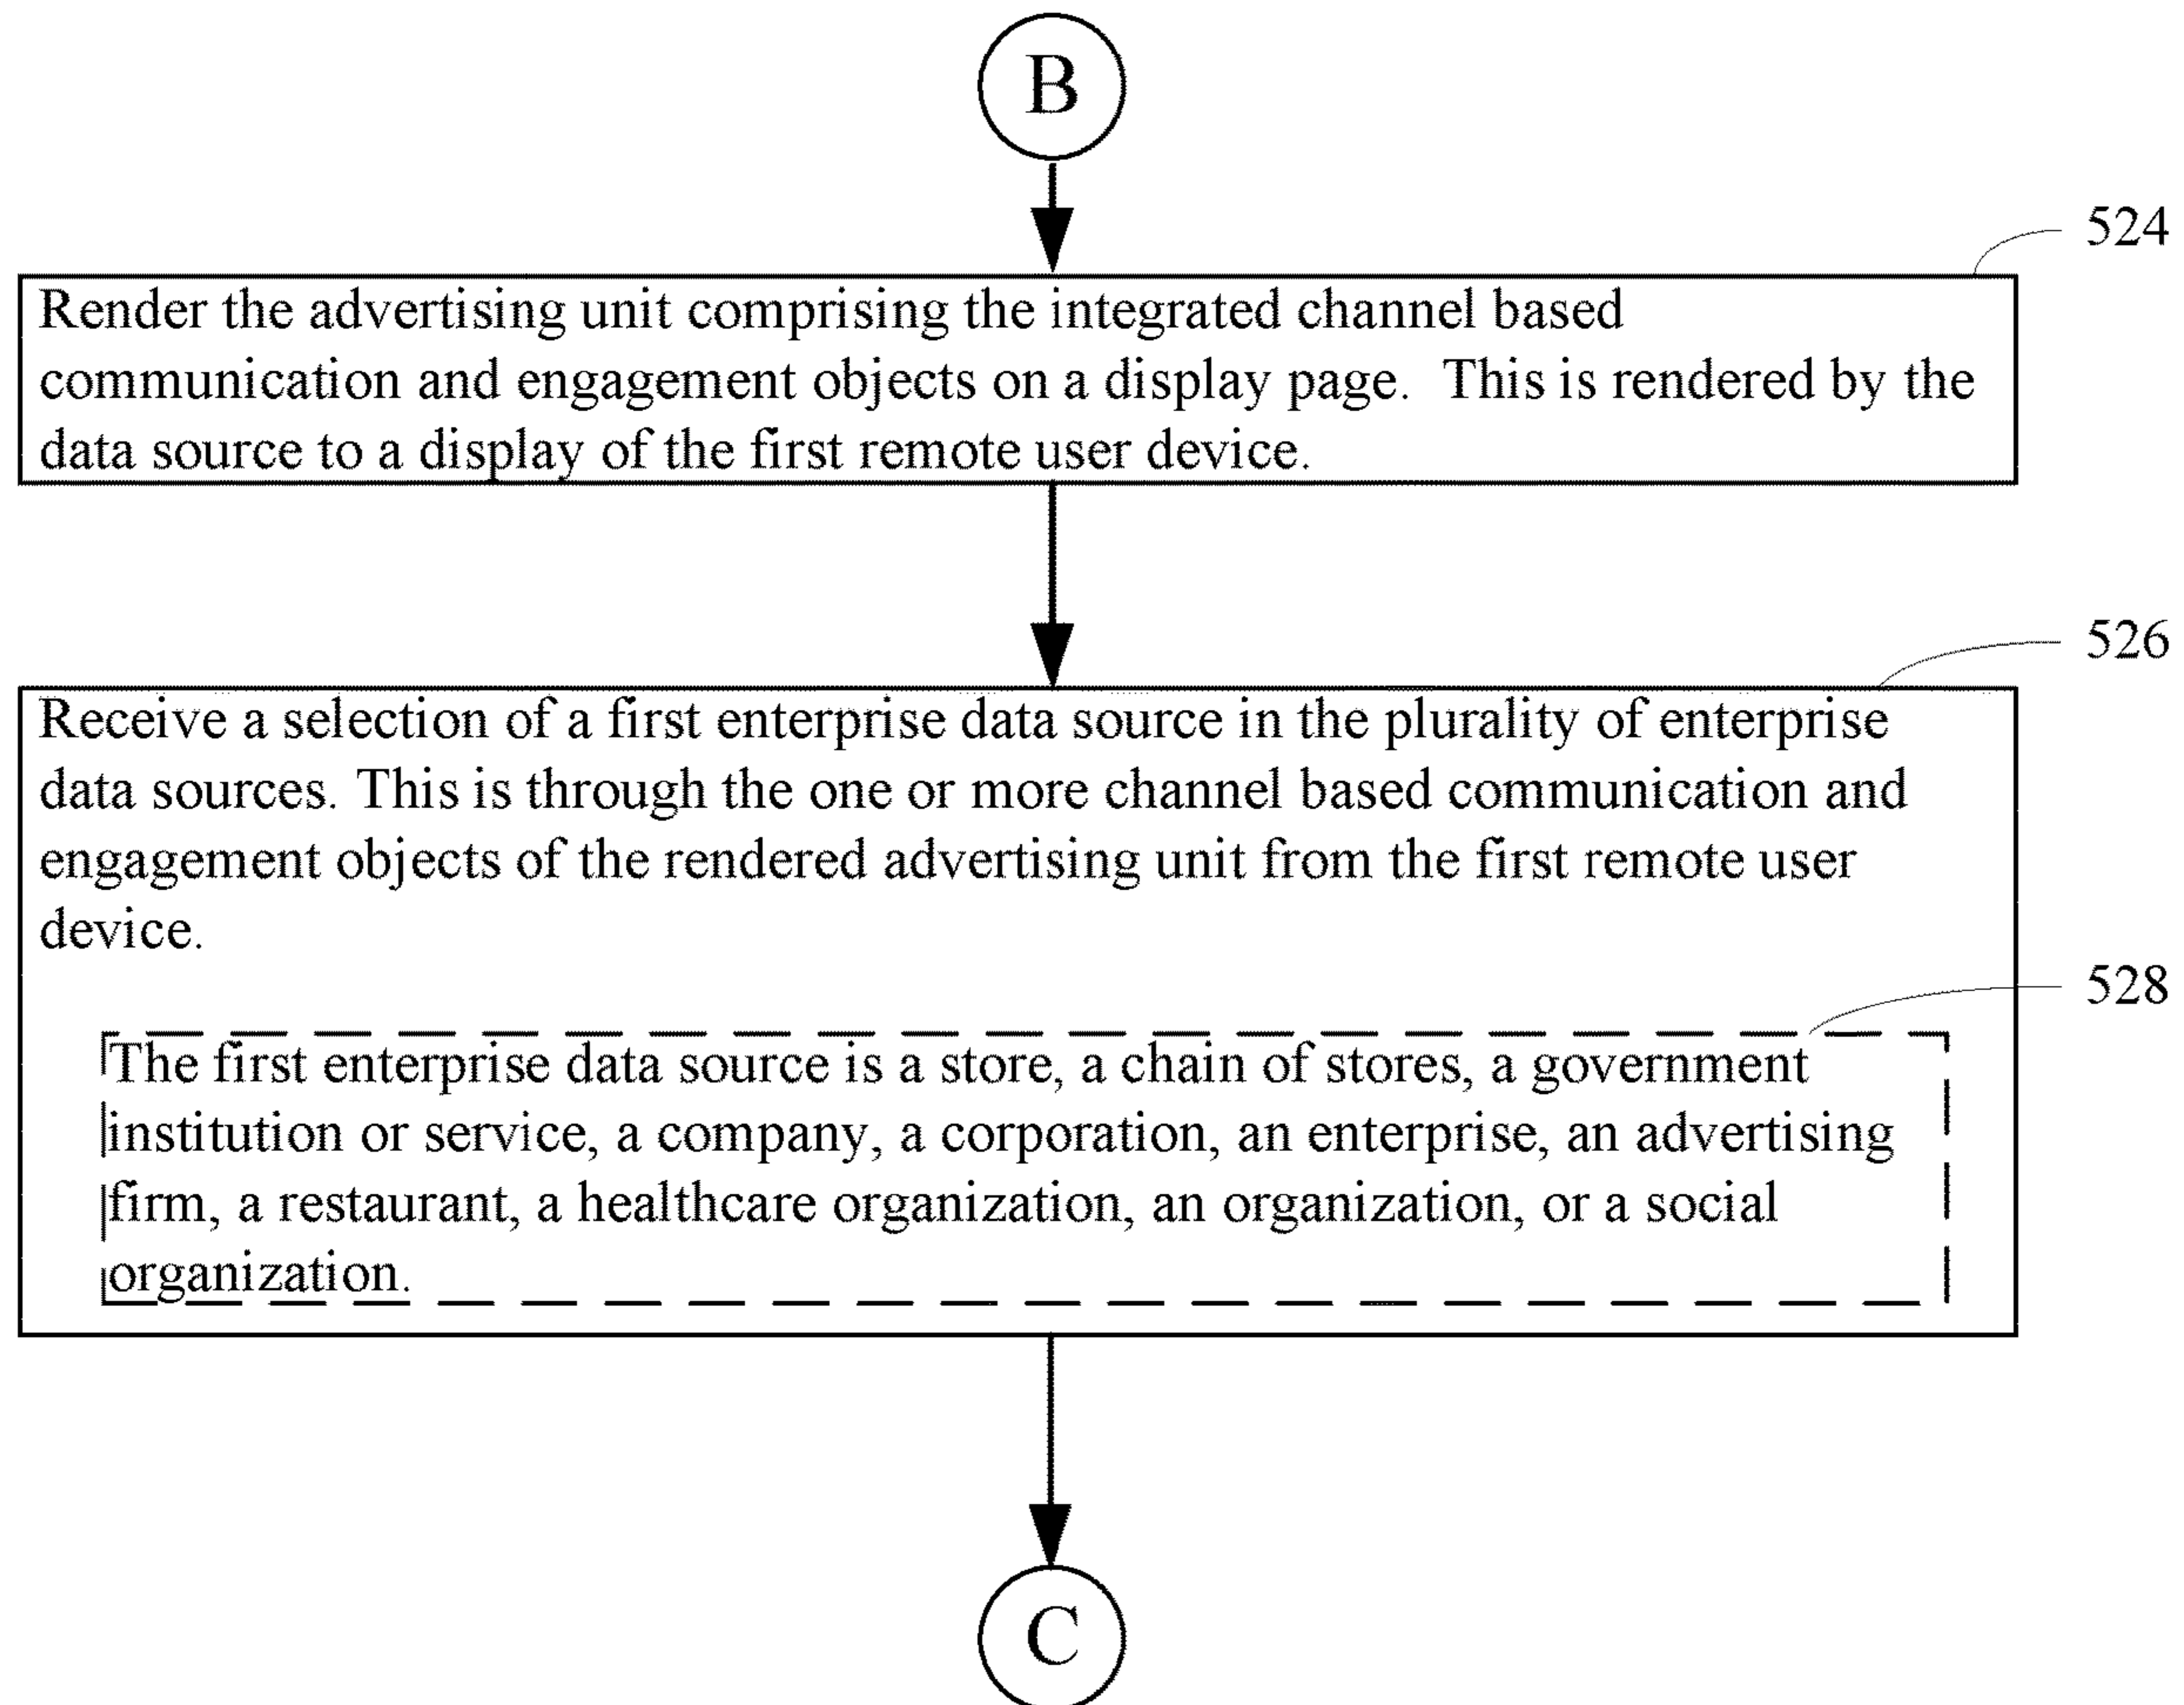 B
524
Render the advertising unit comprising the integrated channel based
communication and engagement objects on a display page.  This is rendered by the
data source to a display of the first remote user device.
526
Receive a selection of a first enterprise data source in the plurality of enterprise
data sources. This is through the one or more channel based communication and
engagement objects of the rendered advertising unit from the first remote user
device.
528
The first enterprise data source is a store, a chain of stores, a government
institution or service, a company, a corporation, an enterprise, an advertising
firm, a restaurant, a healthcare organization, an organization, or a social
organization.
C